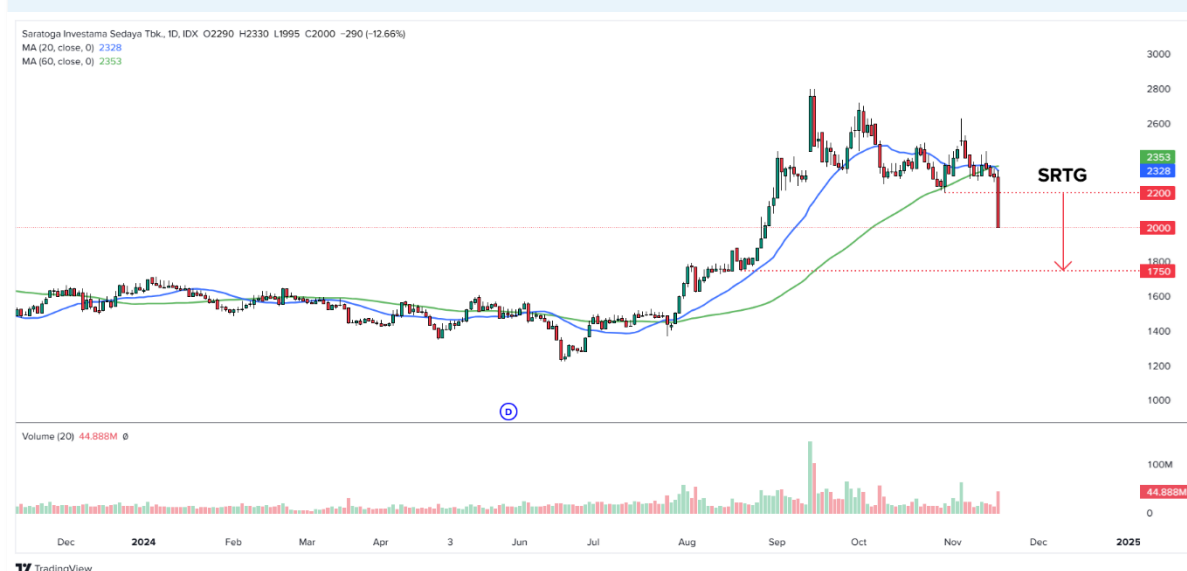 Saratoga Investama Sedaya Tbk., 1D, IDX O2290 H2330 L1995 C2000 −290 (−12.66%)
MA (20, close, 0) 2328
MA (60, close, 0) 2353
3000
2800
2600
2353
2328
SRTG
2200
2000
1800
1750
1600
1400
1200
1000
D
Volume (20) 44.888M Ø
100M
44.888M
0
Dec 2024 Feb Mar Apr 3 Jun Jul Aug Sep Oct Nov Dec 2025
TradingView